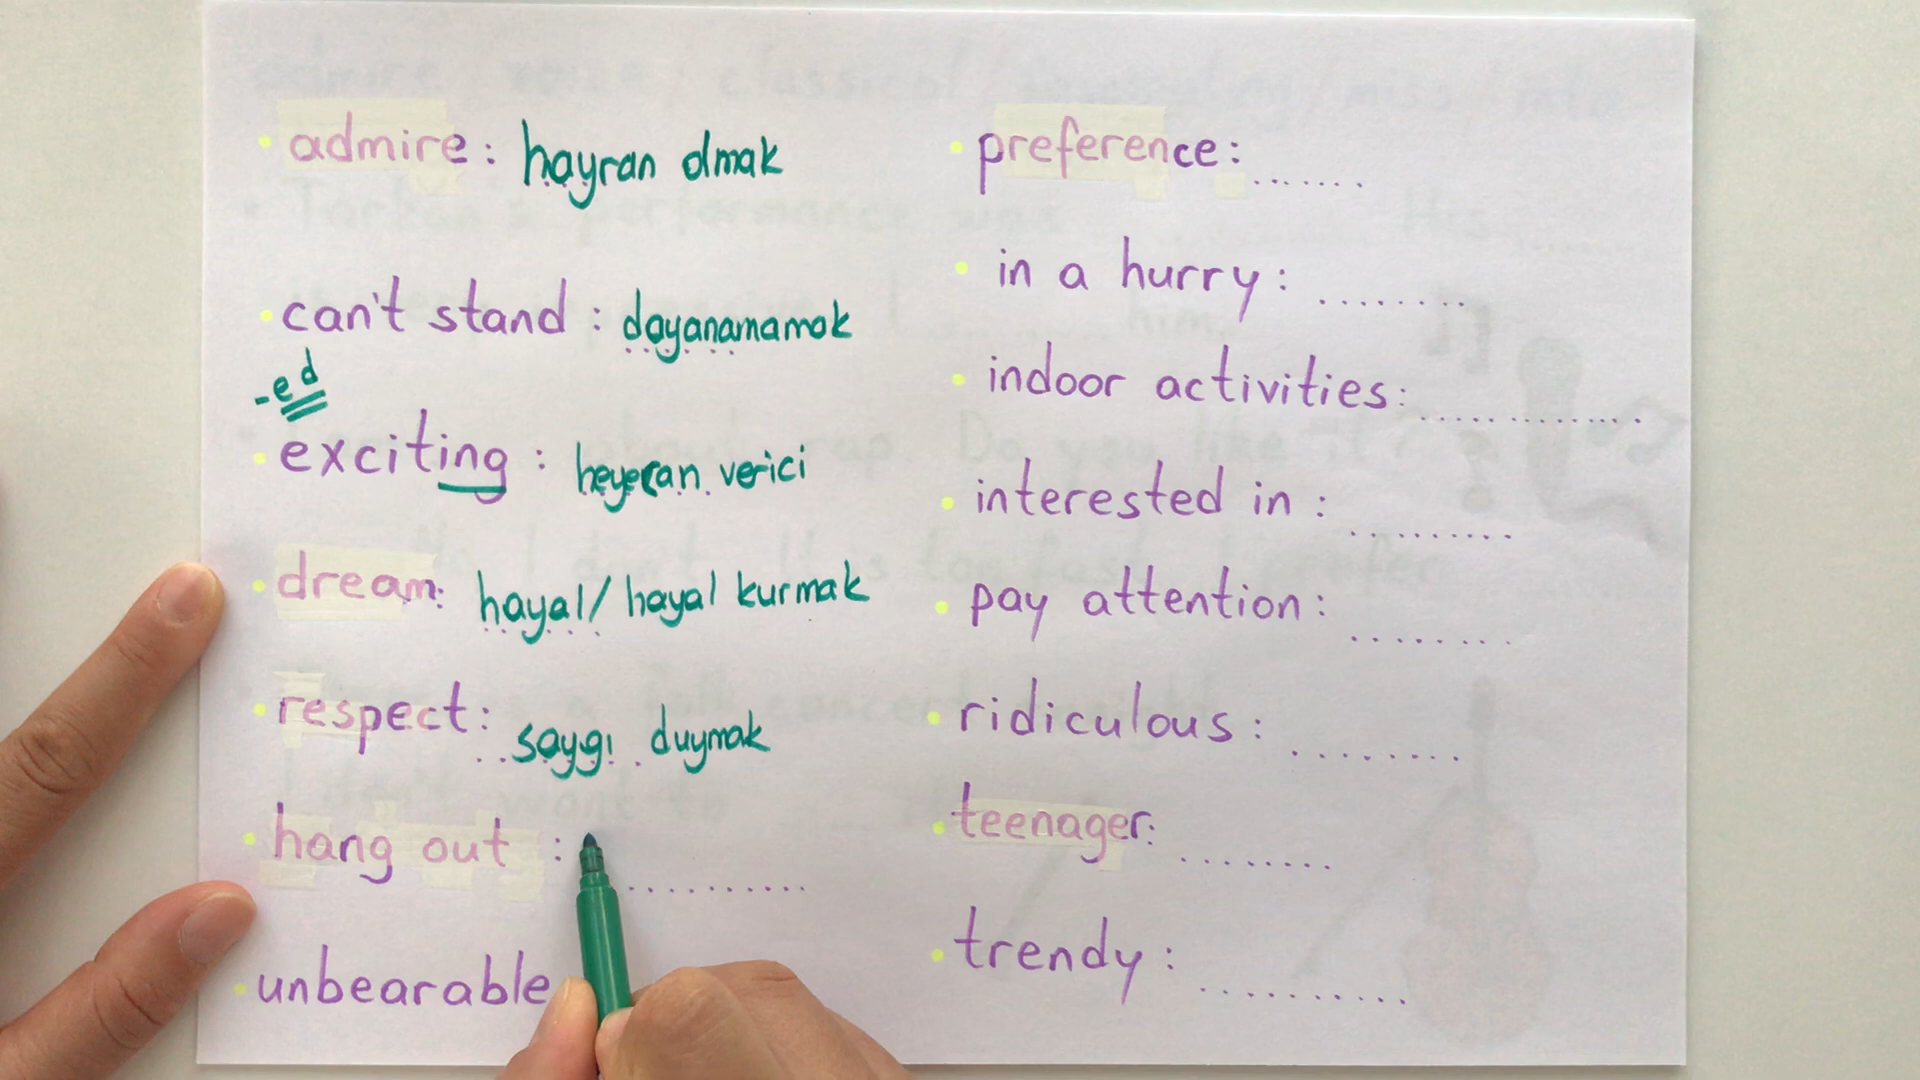 admire: hayran olmak
can't stand: dayanamamak
-ed
exciting: heyecan verici
dream: hayal/ hayal kurmak
respect: saygı duymak
hang out :
unbearable
preference: .......
in a hurry: ........
indoor activities: .............
interested in: .........
pay attention: ........
ridiculous: ........
teenager: ........
trendy: ..........